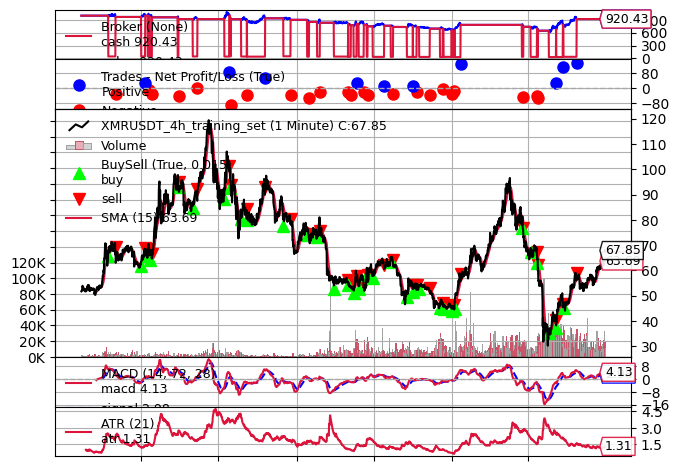 Broker (None)
cash 920.43
920.43
600
300
0
Trades - Net Profit/Loss (True)
Positive
Negative
80
0
−80
XMRUSDT_4h_training_set (1 Minute) C:67.85
Volume
BuySell (True, 0.015)
buy
sell
SMA (15) 63.69
120
110
100
90
80
70
67.85
63.69
60
50
40
30
120K
100K
80K
60K
40K
20K
0K
MACD (14, 72, 28)
macd 4.13
8
4.13
0
−8
−16
ATR (21)
atr 1.31
4.5
3.0
1.5
1.31